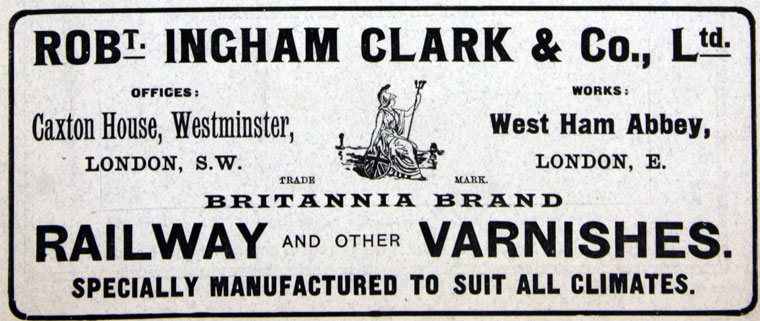 ROBT. INGHAM CLARK & Co., Ltd.
OFFICES:
Caxton House, Westminster,
LONDON, S.W.
WORKS:
West Ham Abbey,
LONDON, E.
TRADE MARK.
BRITANNIA BRAND
RAILWAY AND OTHER VARNISHES.
SPECIALLY MANUFACTURED TO SUIT ALL CLIMATES.